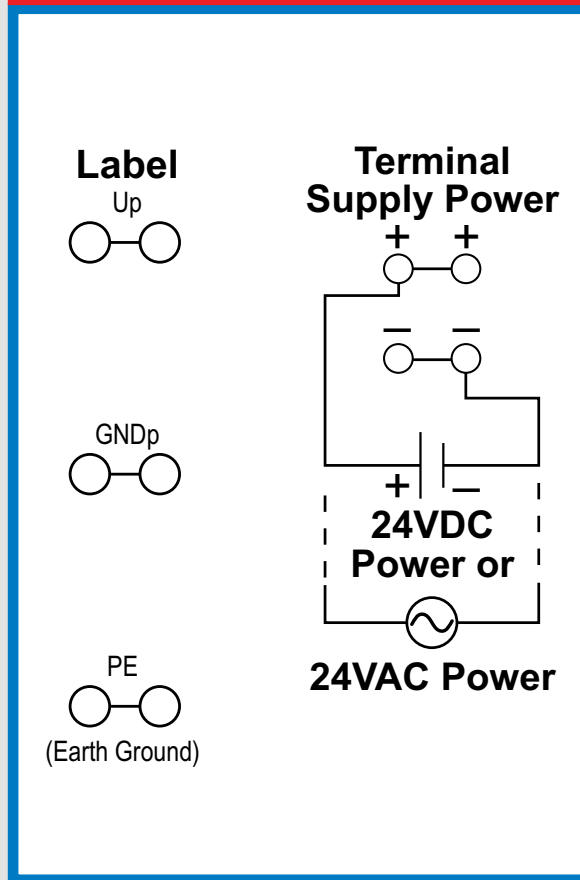 Label
Up
GNDp
PE
(Earth Ground)
Terminal
Supply Power
+ +
– –
+ –
24VDC
Power or
24VAC Power